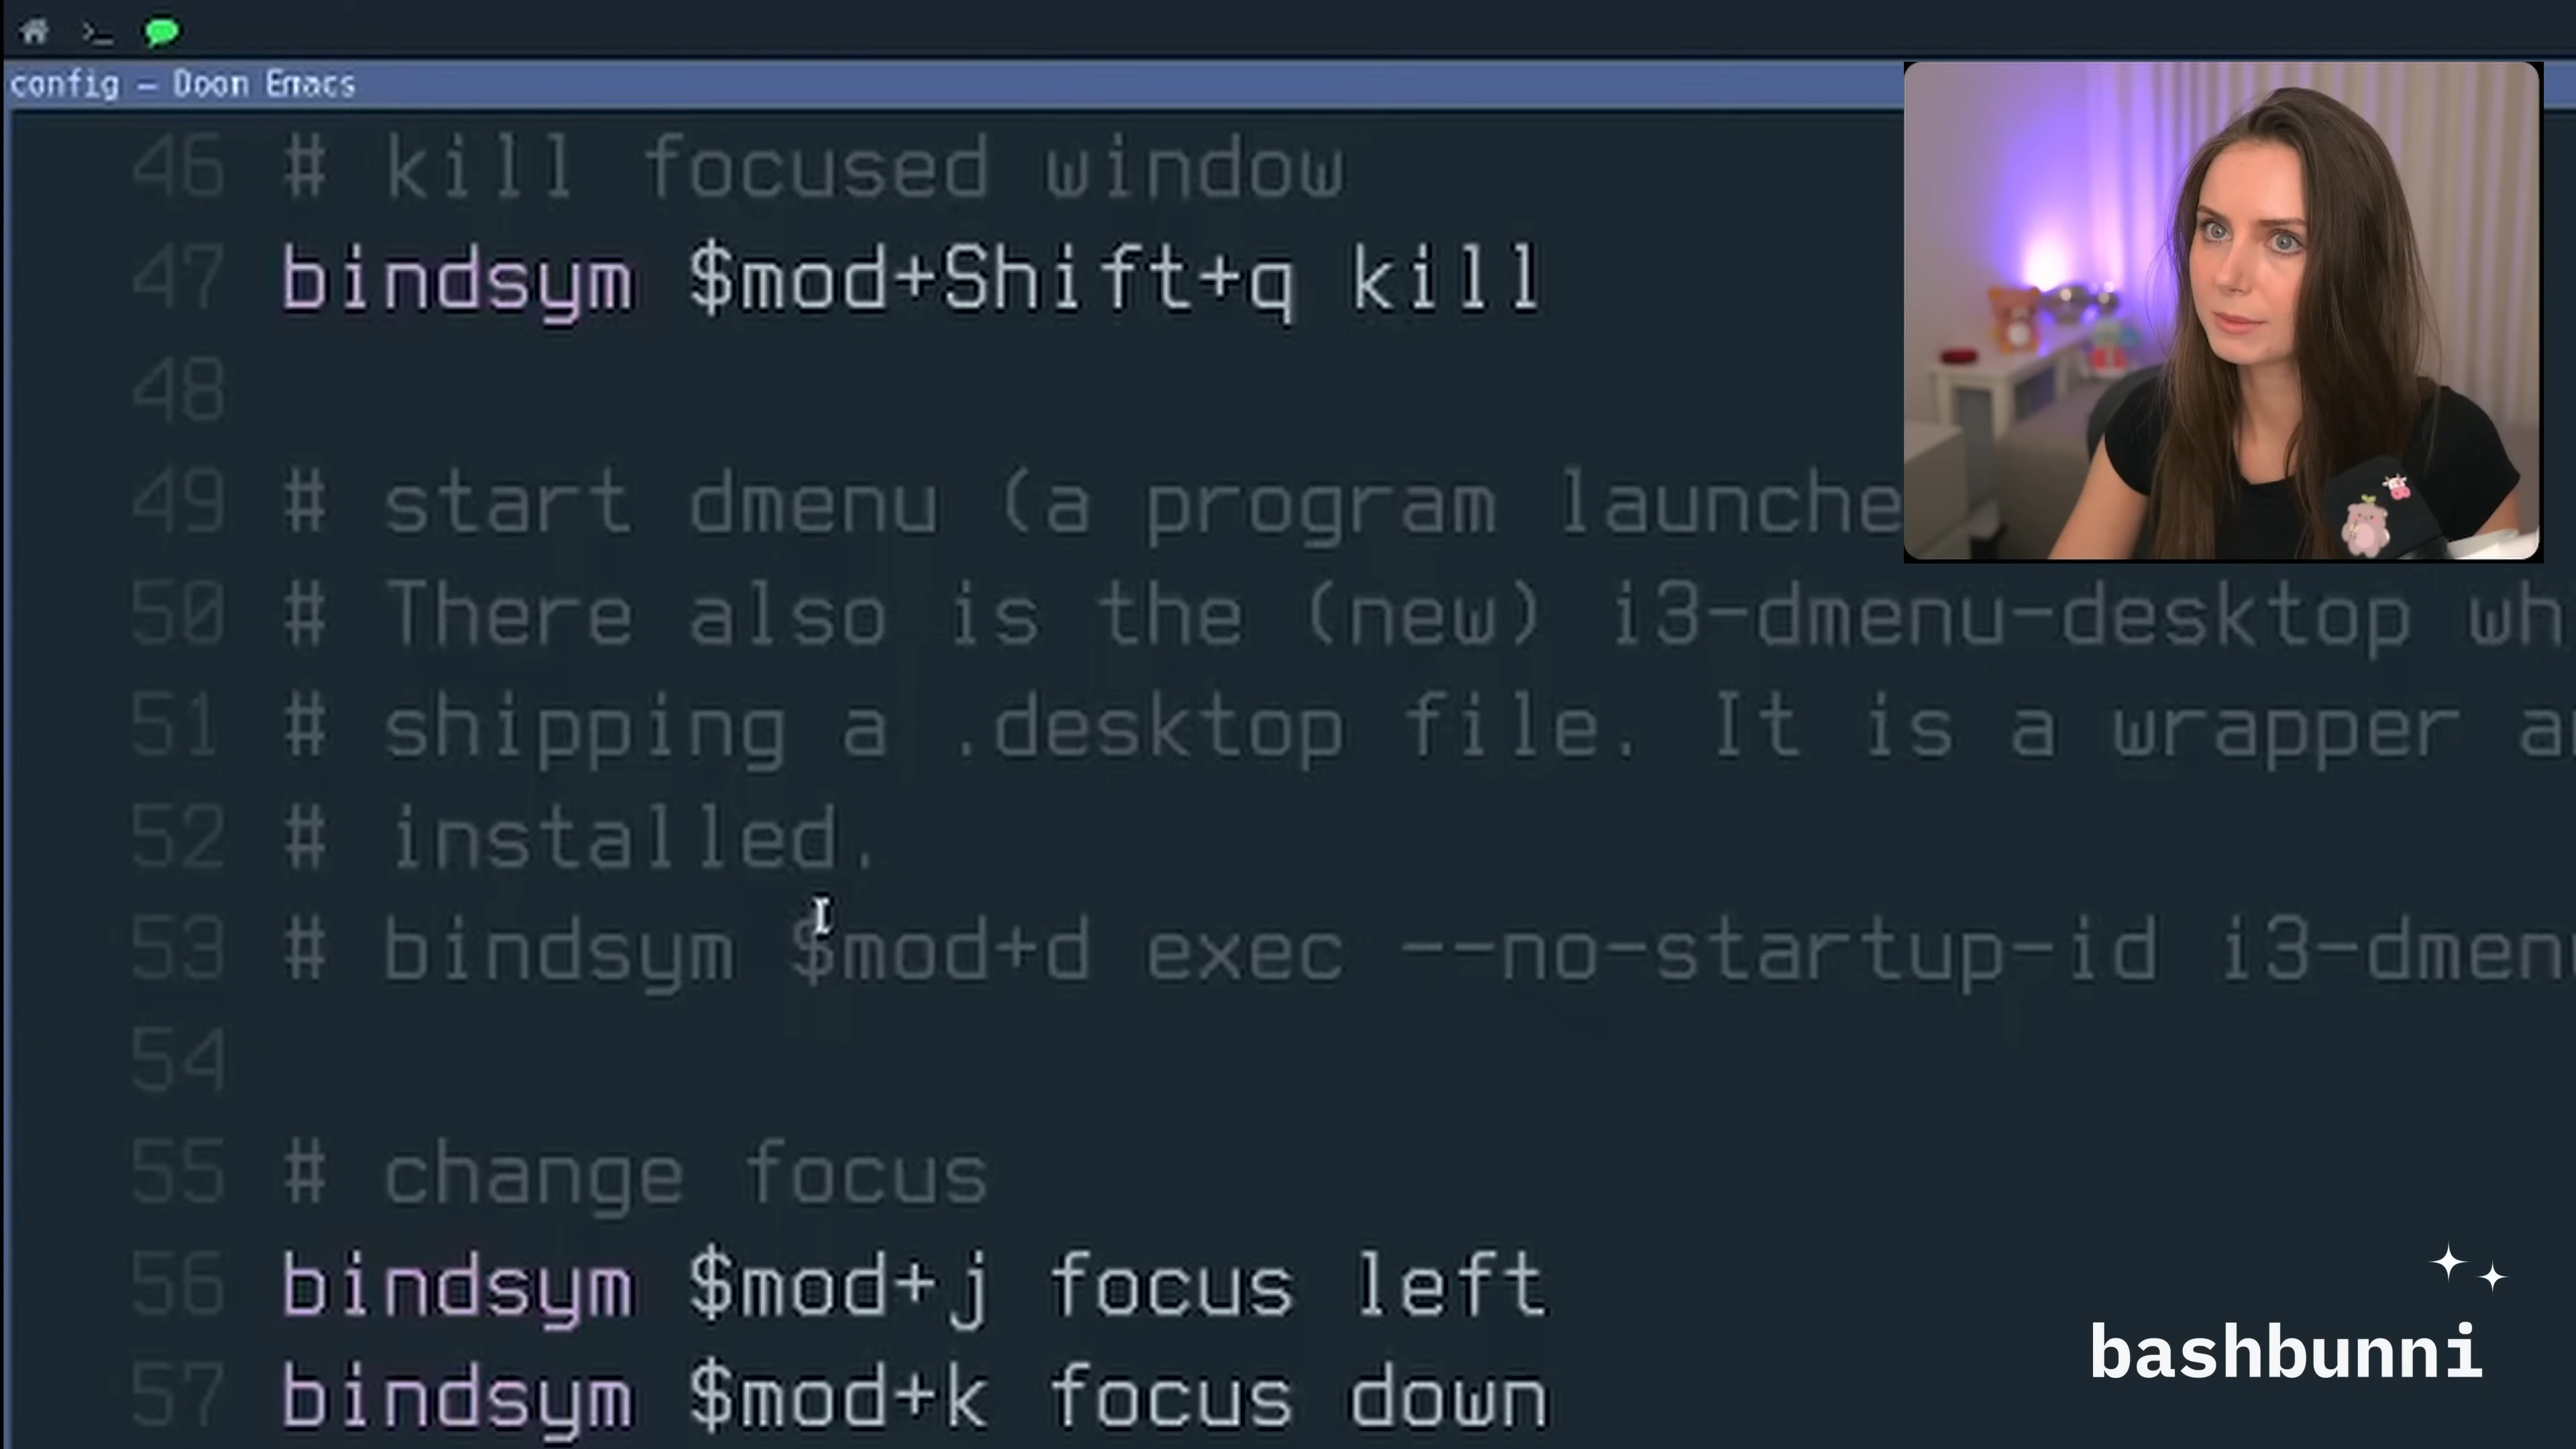 config – Doom Emacs
46 # kill focused window
47 bindsym $mod+Shift+q kill
48
49 # start dmenu (a program launche
50 # There also is the (new) i3-dmenu-desktop wh
51 # shipping a .desktop file. It is a wrapper a
52 # installed.
53 # bindsym $mod+d exec --no-startup-id i3-dmen
54
55 # change focus
56 bindsym $mod+j focus left
57 bindsym $mod+k focus down
bashbunni